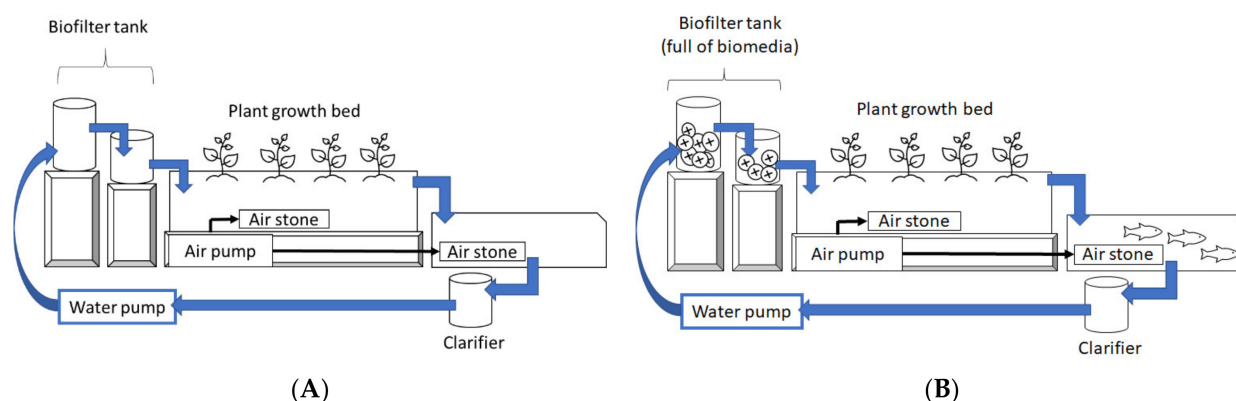 Biofilter tank
Plant growth bed
Air stone
Air pump
Air stone
Water pump
Clarifier
(A)
Biofilter tank
(full of biomedia)
Plant growth bed
Air stone
Air pump
Air stone
Water pump
Clarifier
(B)